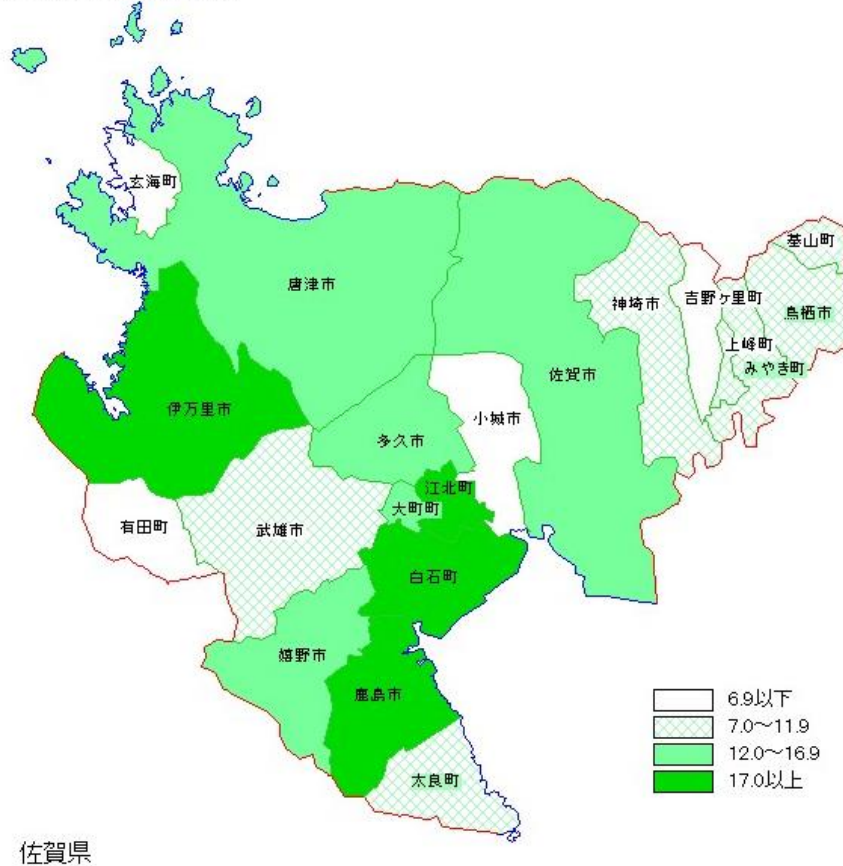 玄海町
基山町
唐津市
神埼市
吉野ヶ里町
鳥栖市
上峰町
みやき町
佐賀市
伊万里市
小城市
多久市
江北町
大町町
有田町
武雄市
白石町
嬉野市
鹿島市
太良町
6.9以下
7.0～11.9
12.0～16.9
17.0以上
佐賀県